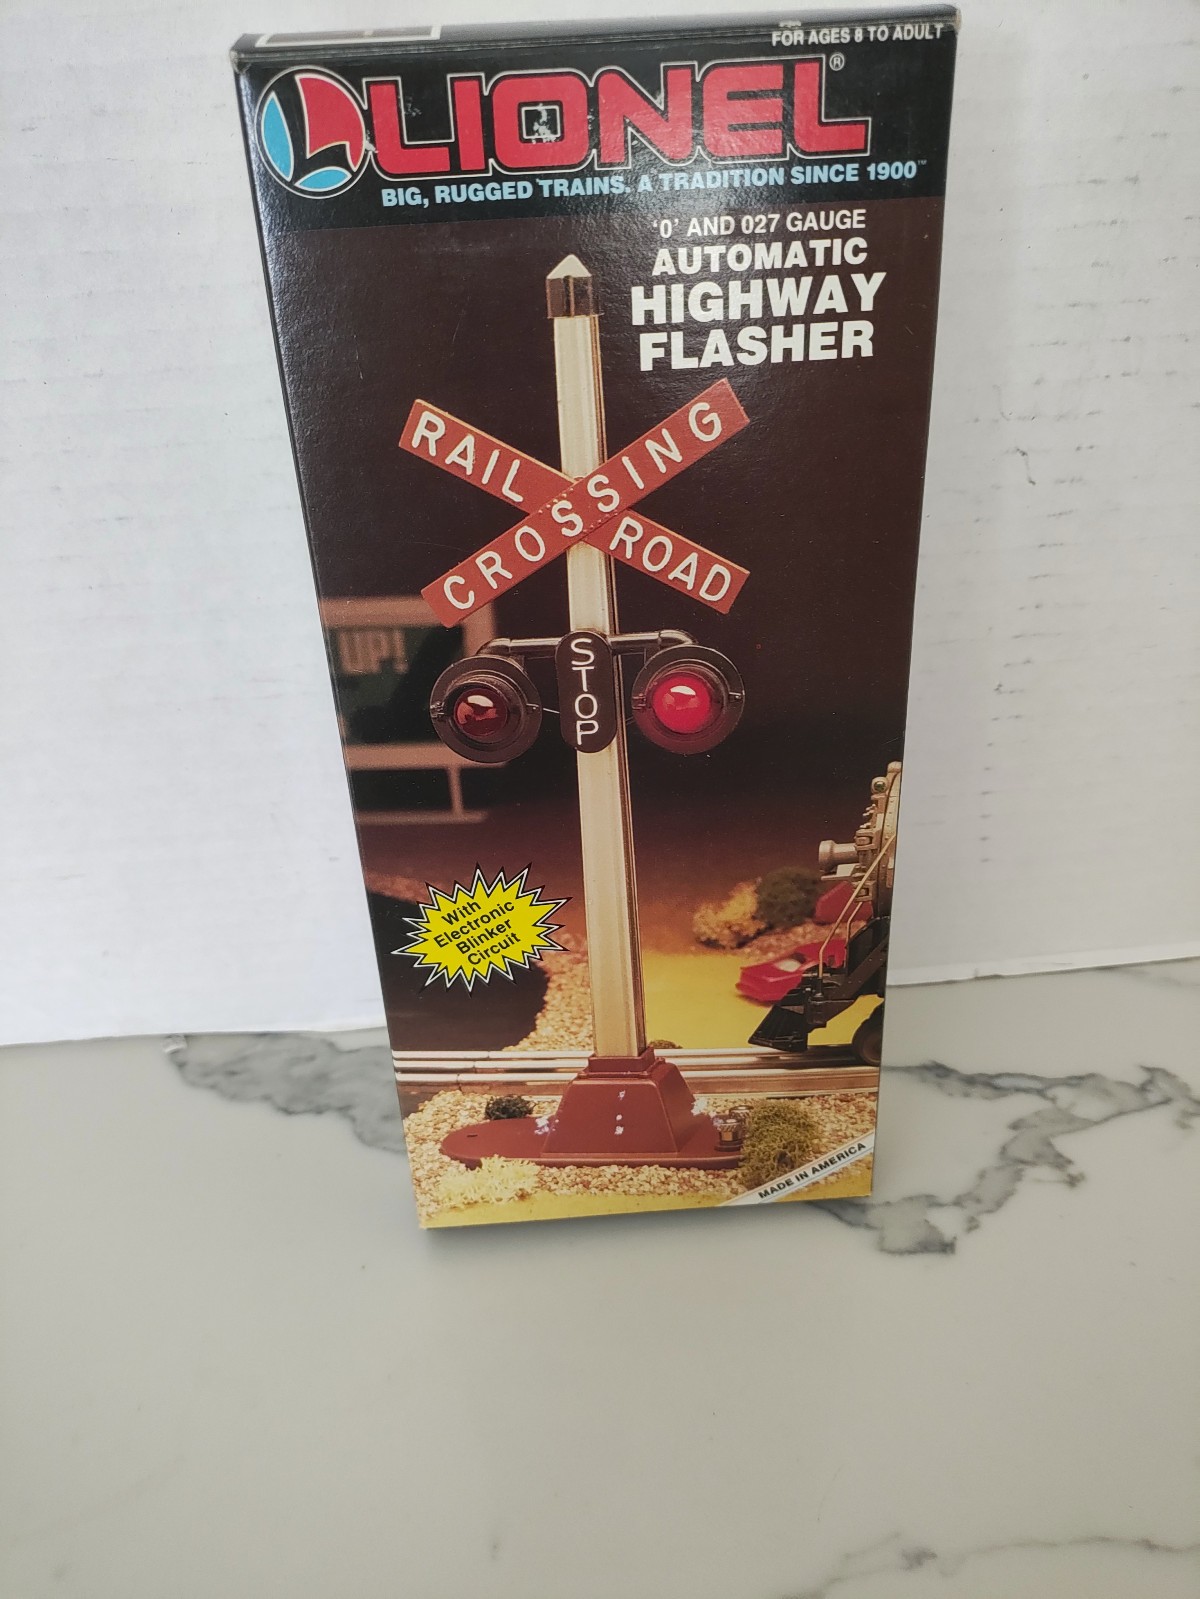 FOR AGES 8 TO ADULT
LIONEL®
BIG, RUGGED TRAINS. A TRADITION SINCE 1900™
'0' AND 027 GAUGE
AUTOMATIC
HIGHWAY
FLASHER
RAIL ROAD
CROSSING
UP!
STOP
With
Electronic
Blinker
Circuit
MADE IN AMERICA